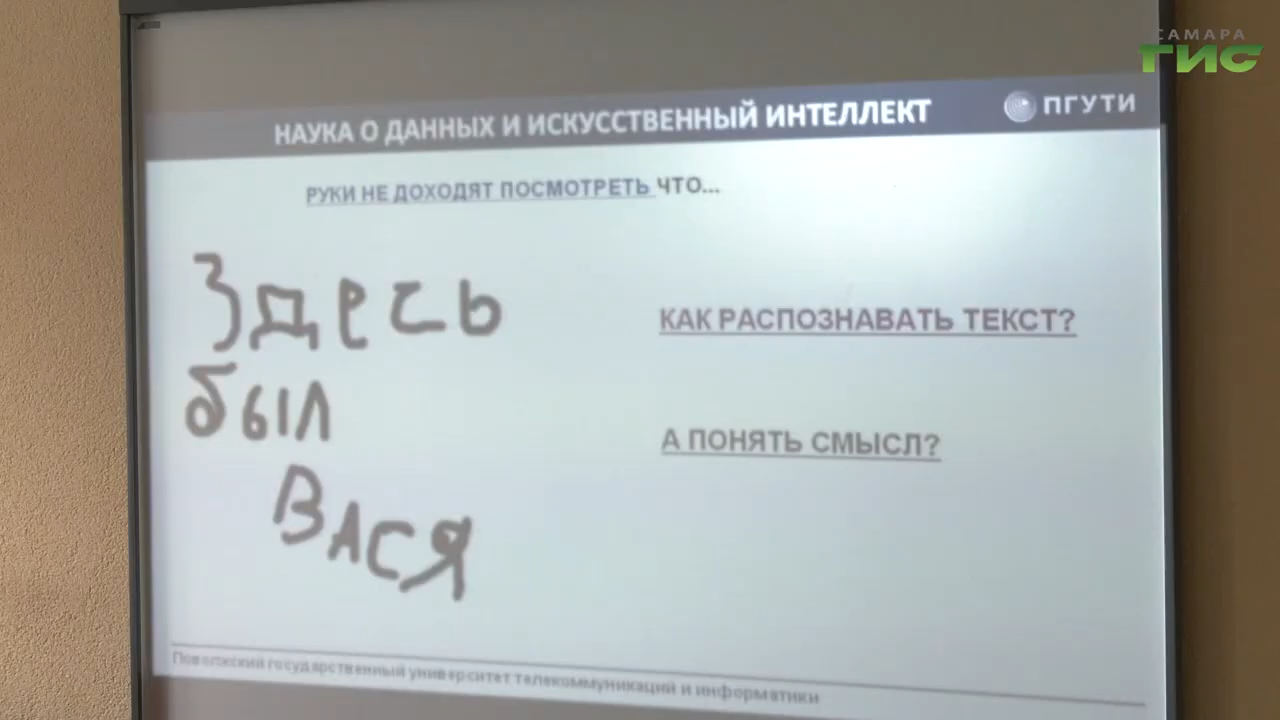 САМАРА
ГИС
НАУКА О ДАННЫХ И ИСКУССТВЕННЫЙ ИНТЕЛЛЕКТ
ПГУТИ
РУКИ НЕ ДОХОДЯТ ПОСМОТРЕТЬ ЧТО...
Здесь
был
ВАСЯ
КАК РАСПОЗНАВАТЬ ТЕКСТ?
А ПОНЯТЬ СМЫСЛ?
Поволжский государственный университет телекоммуникаций и информатики